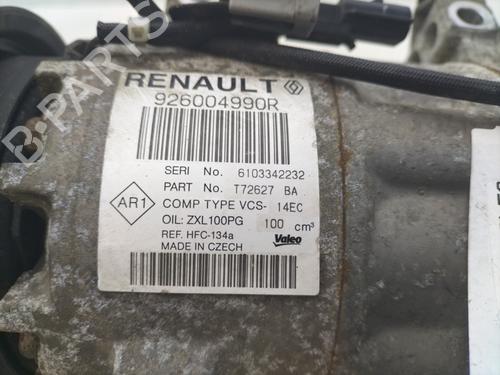 RENAULT
926004990R
SERI No. 6103342232
PART No. T72627 BA
AR1
COMP TYPE VCS- 14EC
OIL: ZXL100PG 100 cm³
REF. HFC-134a
MADE IN CZECH
Valeo